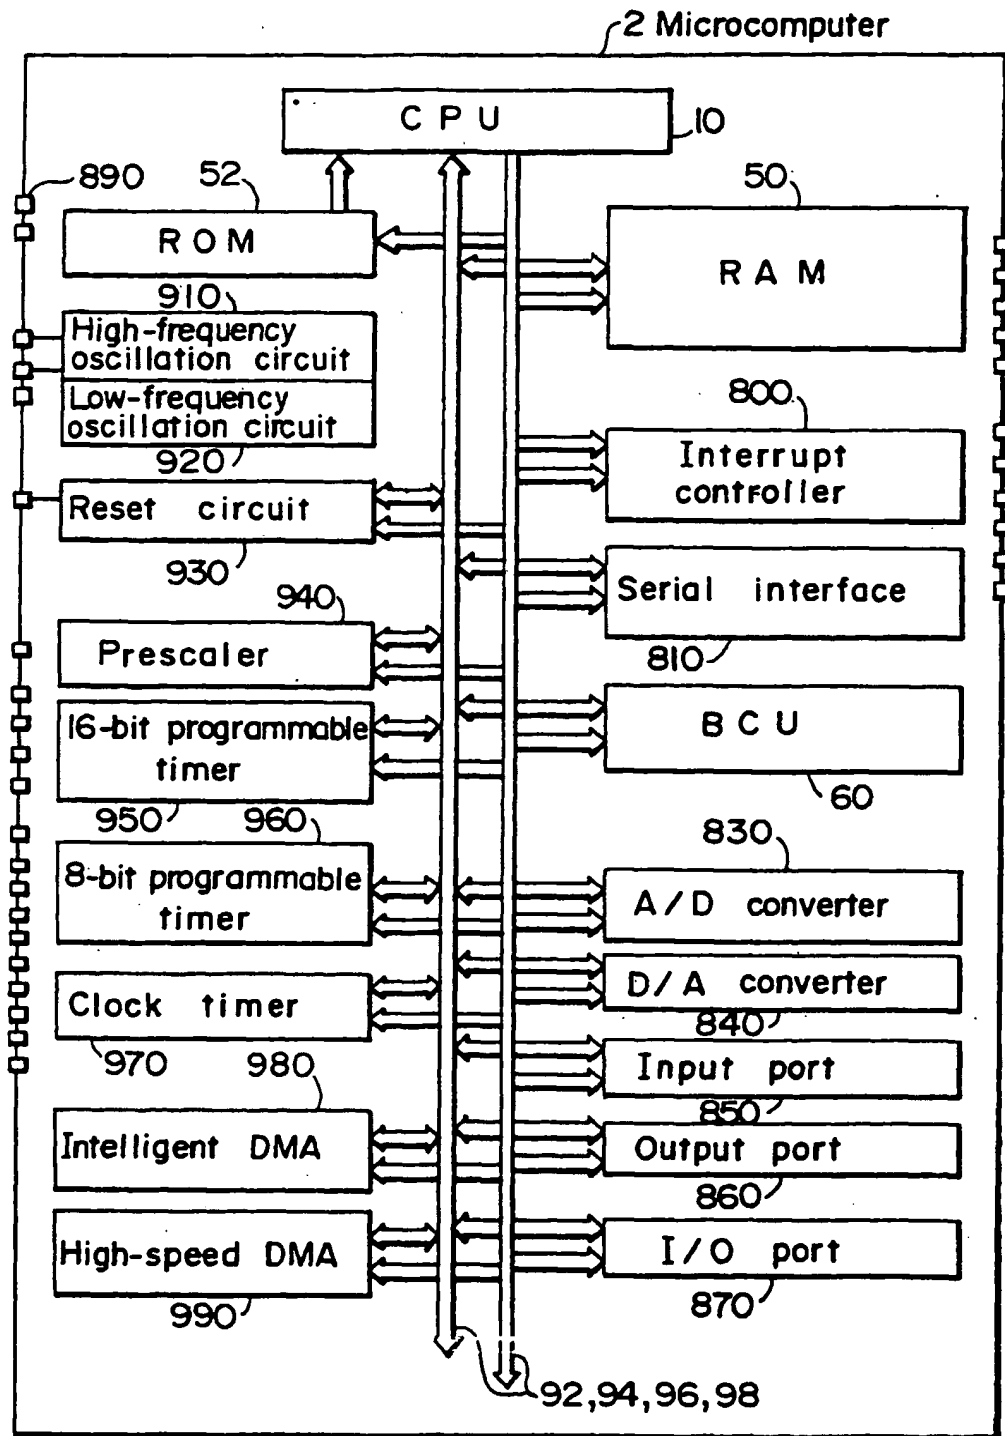 2 Microcomputer
CPU
10
890
52
50
ROM
RAM
910
High-frequency
oscillation circuit
Low-frequency
oscillation circuit
920
800
Interrupt
controller
Reset circuit
930
Serial interface
810
940
Prescaler
BCU
60
16-bit programmable
timer
950
960
830
8-bit programmable
timer
A/D converter
D/A converter
840
Clock timer
970
980
Input port
850
Intelligent DMA
Output port
860
High-speed DMA
990
I/O port
870
92,94,96,98